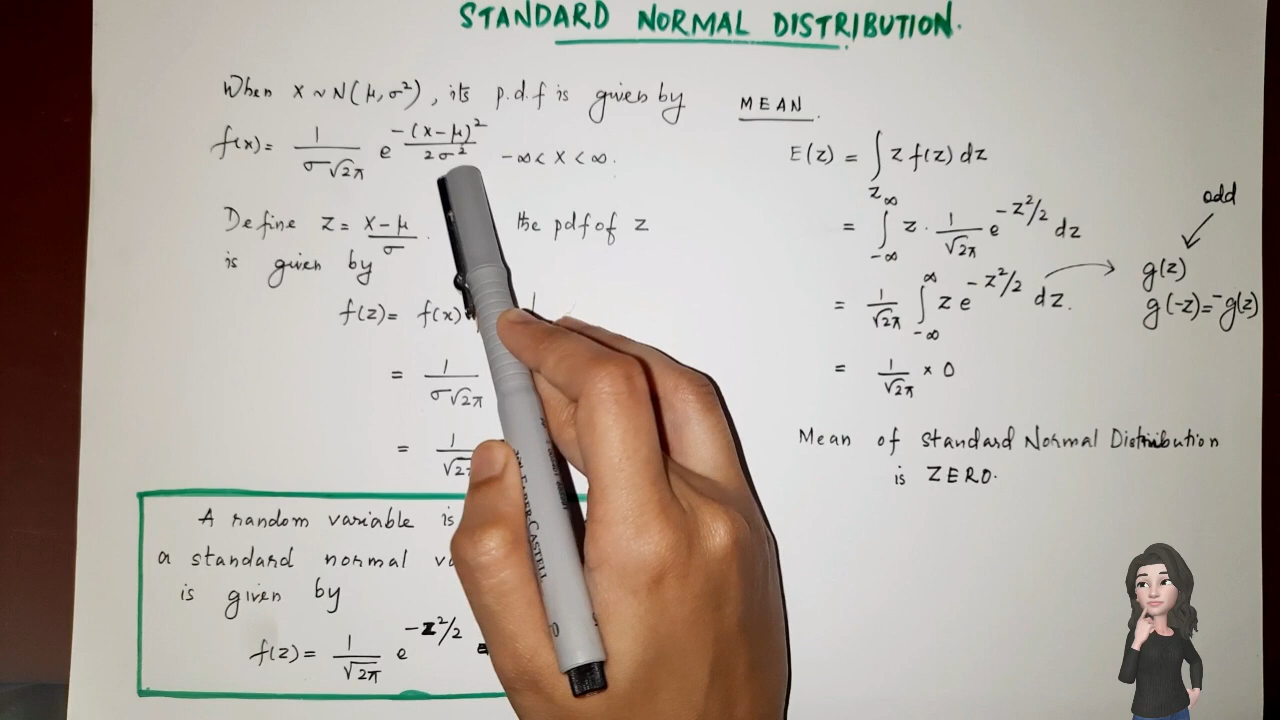 STANDARD NORMAL DISTRIBUTION.
When X ~ N(μ, σ²), its p.d.f is given by
f(x) = 1/(σ√2π) e^(-(x-μ)²/2σ²) -∞ < x < ∞.
Define z = (x-μ)/σ. the pdf of z
is given by
f(z) = f(x)
= 1/(σ√2π)
= 1/√2π
A random variable is
a standard normal
is given by
f(z) = 1/√2π e^(-z²/2)
MEAN.
E(z) = ∫ z f(z) dz
z
= ∫_{-∞}^{∞} z. 1/√2π e^(-z²/2) dz
= 1/√2π ∫_{-∞}^{∞} z e^(-z²/2) dz.
= 1/√2π × 0
odd
g(z)
g(-z) = -g(z)
Mean of standard Normal Distribution
is ZERO.
FABER-CASTELL